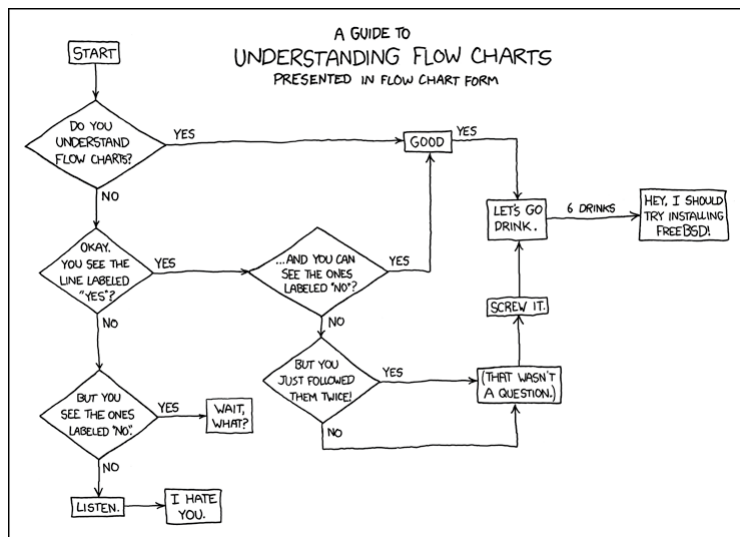 A GUIDE TO
UNDERSTANDING FLOW CHARTS
PRESENTED IN FLOW CHART FORM
START
DO YOU
UNDERSTAND
FLOW CHARTS?
YES
GOOD
YES
NO
LET'S GO
DRINK.
6 DRINKS
HEY, I SHOULD
TRY INSTALLING
FREEBSD!
OKAY.
YOU SEE THE
LINE LABELED
"YES"?
YES
...AND YOU CAN
SEE THE ONES
LABELED "NO"?
YES
NO
NO
SCREW IT.
BUT YOU
JUST FOLLOWED
THEM TWICE!
YES
(THAT WASN'T
A QUESTION.)
NO
BUT YOU
SEE THE ONES
LABELED "NO".
YES
WAIT,
WHAT?
NO
LISTEN.
I HATE
YOU.